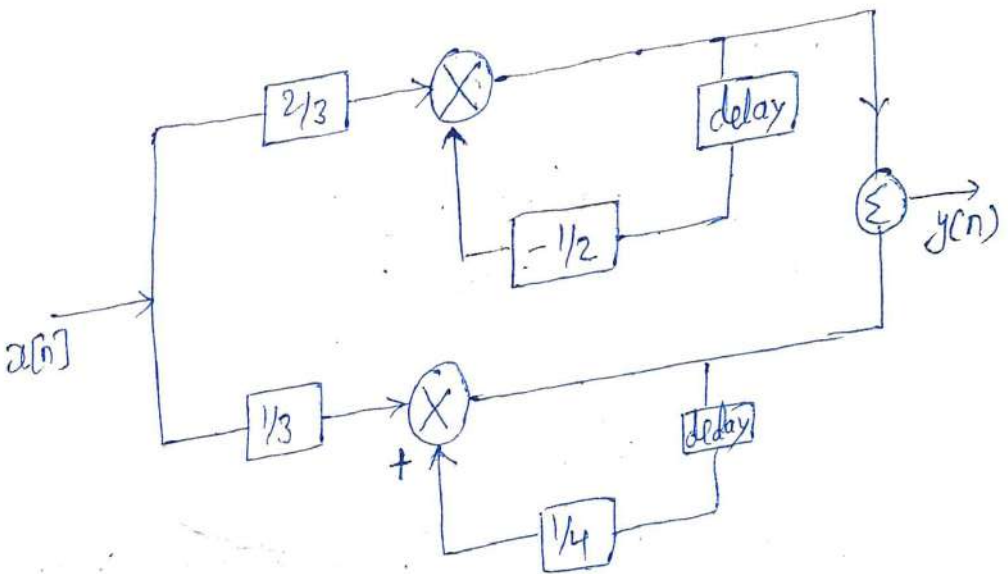 2/3
X
delay
-1/2
Σ
y(n)
x[n]
1/3
X
+
delay
1/4